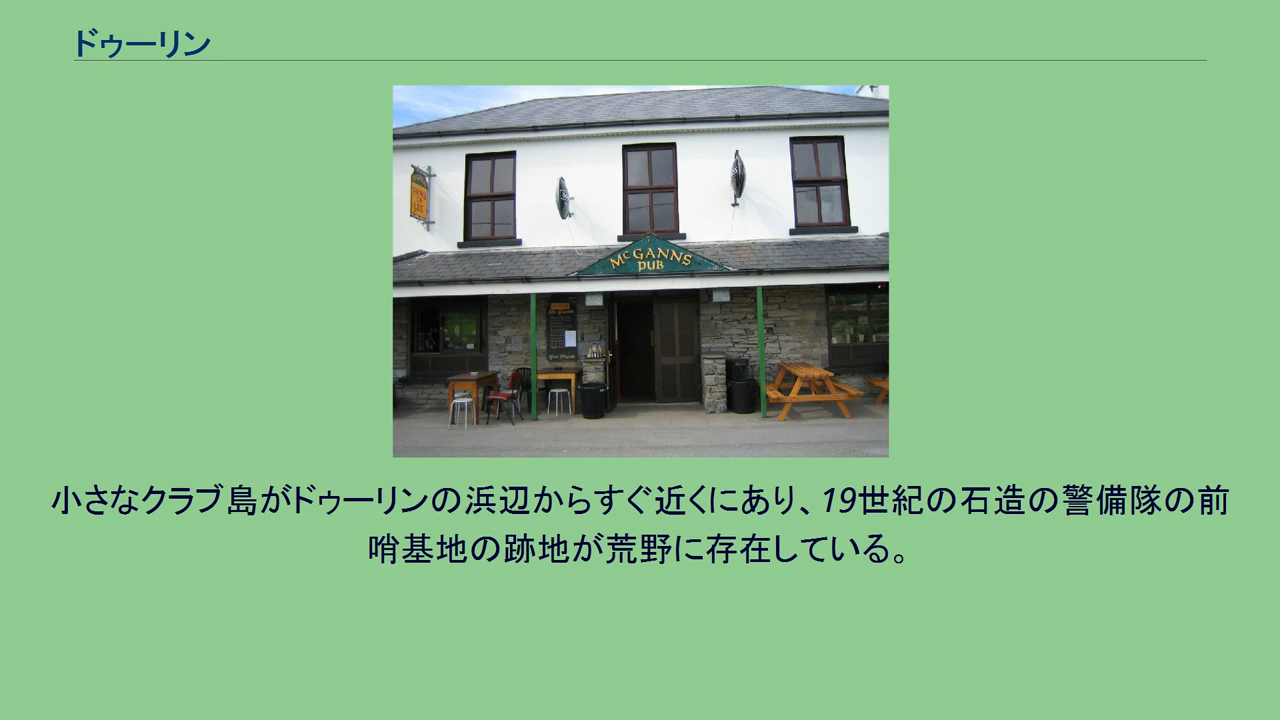 ドゥーリン
McGANNS
PUB
小さなクラブ島がドゥーリンの浜辺からすぐ近くにあり、19世紀の石造の警備隊の前
哨基地の跡地が荒野に存在している。